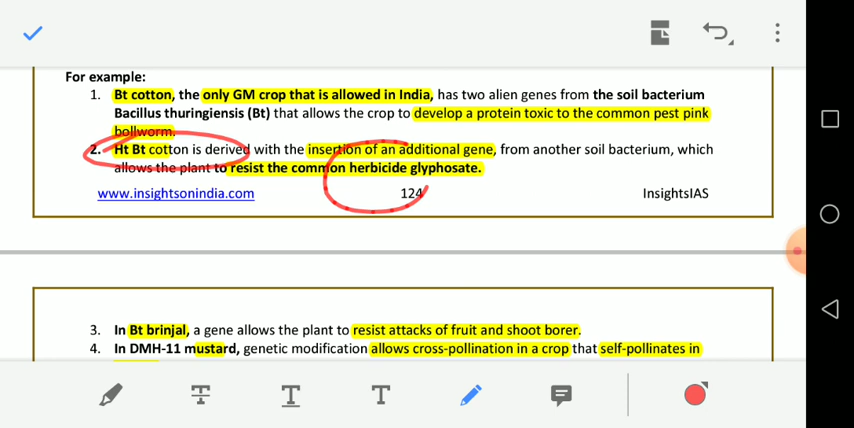 For example:
1. Bt cotton, the only GM crop that is allowed in India, has two alien genes from the soil bacterium
Bacillus thuringiensis (Bt) that allows the crop to develop a protein toxic to the common pest pink
bollworm.
2. Ht Bt cotton is derived with the insertion of an additional gene, from another soil bacterium, which
allows the plant to resist the common herbicide glyphosate.
www.insightsonindia.com 124 InsightsIAS
3. In Bt brinjal, a gene allows the plant to resist attacks of fruit and shoot borer.
4. In DMH-11 mustard, genetic modification allows cross-pollination in a crop that self-pollinates in
T T T